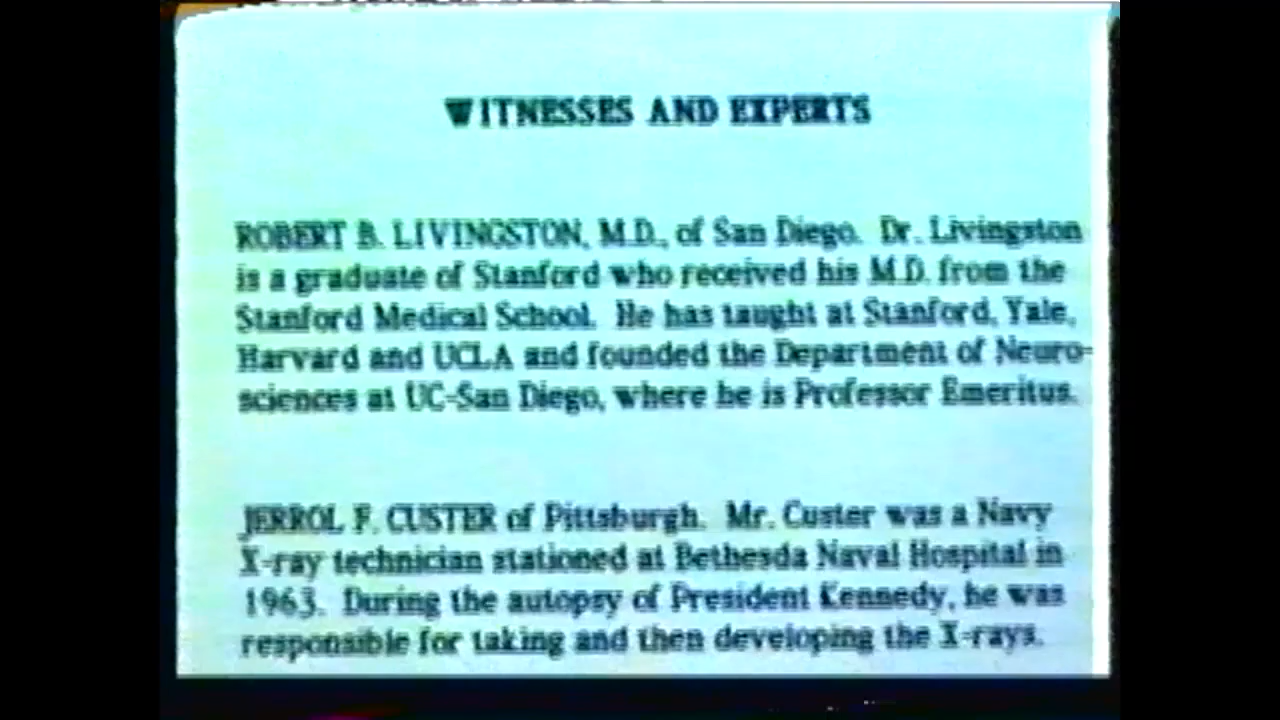 WITNESSES AND EXPERTS
ROBERT B. LIVINGSTON, M.D., of San Diego. Dr. Livingston
is a graduate of Stanford who received his M.D. from the
Stanford Medical School. He has taught at Stanford, Yale,
Harvard and UCLA and founded the Department of Neuro-
sciences at UC-San Diego, where he is Professor Emeritus.
JERROL F. CUSTER of Pittsburgh. Mr. Custer was a Navy
X-ray technician stationed at Bethesda Naval Hospital in
1963. During the autopsy of President Kennedy, he was
responsible for taking and then developing the X-rays.